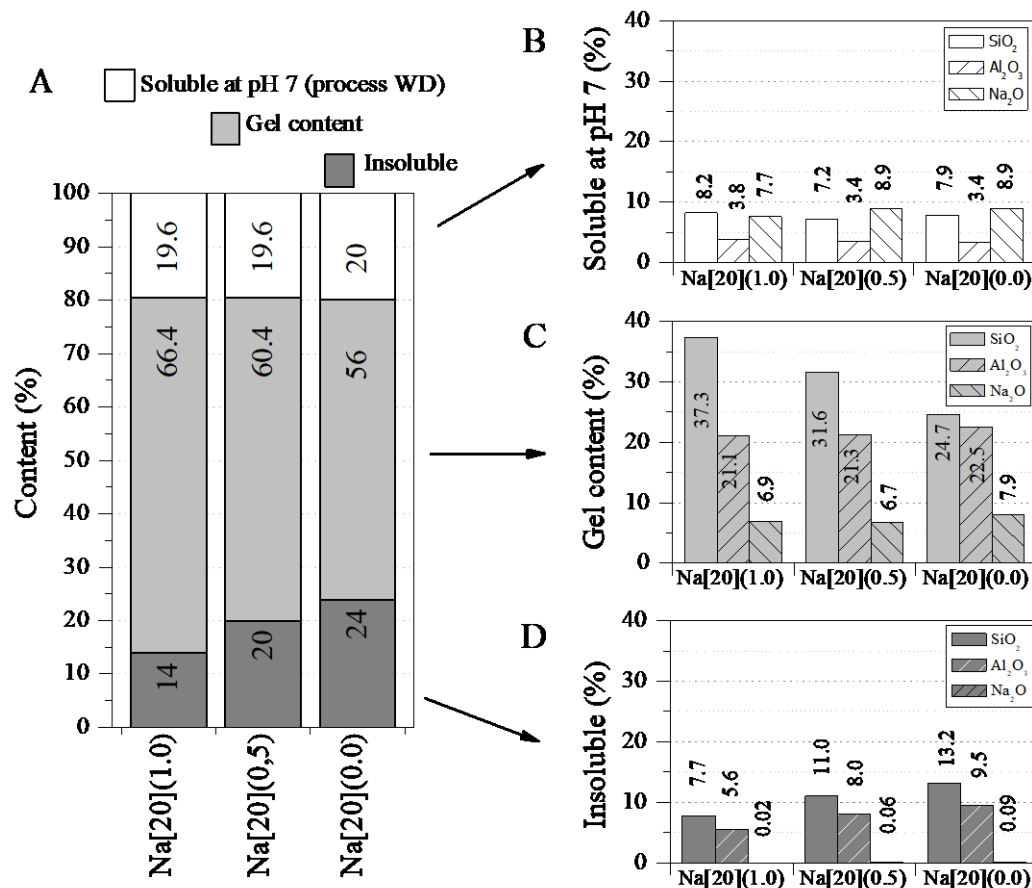 A
Soluble at pH 7 (process WD)
Gel content
Insoluble
Content (%)
100
90
80
70
60
50
40
30
20
10
0
19.6
19.6
20
66.4
60.4
56
14
20
24
Na[20](1.0)
Na[20](0,5)
Na[20](0.0)
B
Soluble at pH 7 (%)
40
30
20
10
0
SiO₂
Al₂O₃
Na₂O
8.2
3.8
7.7
7.2
3.4
8.9
7.9
3.4
8.9
Na[20](1.0)
Na[20](0.5)
Na[20](0.0)
C
Gel content (%)
40
30
20
10
0
SiO₂
Al₂O₃
Na₂O
37.3
21.1
6.9
31.6
21.3
6.7
24.7
22.5
7.9
Na[20](1.0)
Na[20](0.5)
Na[20](0.0)
D
Insoluble (%)
40
30
20
10
0
SiO₂
Al₂O₃
Na₂O
7.7
5.6
0.02
11.0
8.0
0.06
13.2
9.5
0.09
Na[20](1.0)
Na[20](0.5)
Na[20](0.0)